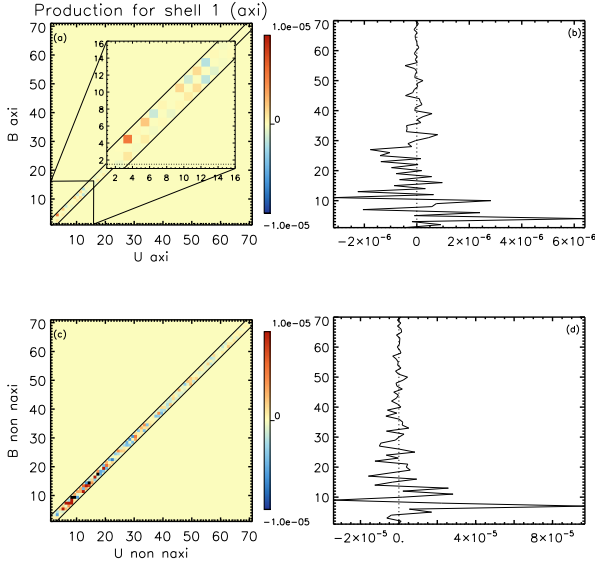 Production for shell 1 (axi)
(a)
70
60
50
40
30
20
10
B axi
16
14
12
10
8
6
4
2
2 4 6 8 10 12 14 16
10 20 30 40 50 60 70
U axi
1.0e-05
0
-1.0e-05
(b)
70
60
50
40
30
20
10
-2×10⁻⁶ 0 2×10⁻⁶ 4×10⁻⁶ 6×10⁻⁶
(c)
70
60
50
40
30
20
10
B non naxi
10 20 30 40 50 60 70
U non naxi
1.0e-05
0
-1.0e-05
(d)
70
60
50
40
30
20
10
-2×10⁻⁵ 0. 4×10⁻⁵ 8×10⁻⁵